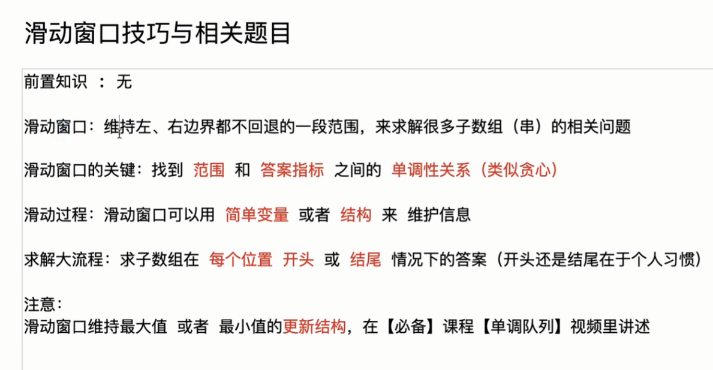 滑动窗口技巧与相关题目
前置知识 : 无
滑动窗口：维持左、右边界都不回退的一段范围，来求解很多子数组（串）的相关问题
滑动窗口的关键：找到 范围 和 答案指标 之间的 单调性关系（类似贪心）
滑动过程：滑动窗口可以用 简单变量 或者 结构 来 维护信息
求解大流程：求子数组在 每个位置 开头 或 结尾 情况下的答案（开头还是结尾在于个人习惯）
注意：
滑动窗口维持最大值 或者 最小值的更新结构，在【必备】课程【单调队列】视频里讲述